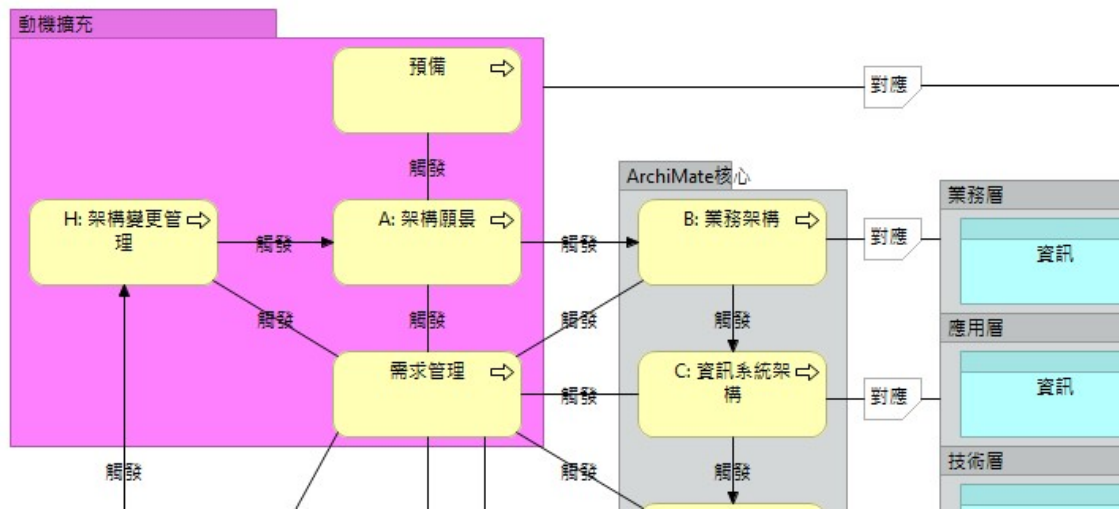 動機擴充
預備
對應
觸發
ArchiMate核心
業務層
H: 架構變更管
理
觸發
A: 架構願景
觸發
B: 業務架構
對應
資訊
觸發
觸發
觸發
觸發
應用層
需求管理
觸發
C: 資訊系統架
構
對應
資訊
技術層
觸發
觸發
觸發